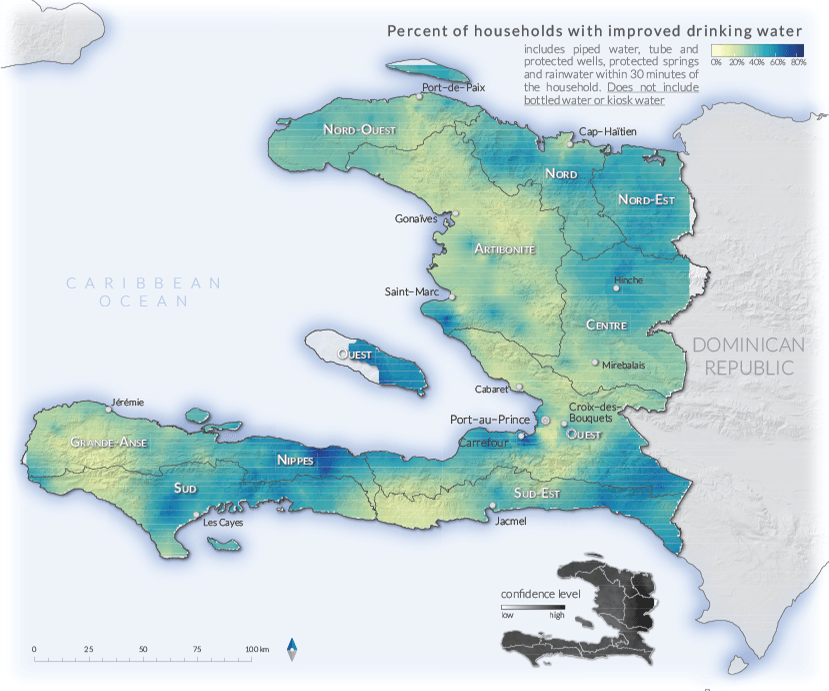 Percent of households with improved drinking water
includes piped water, tube and
protected wells, protected springs
and rainwater within 30 minutes of
the household. Does not include
bottled water or kiosk water
0% 20% 40% 60% 80%
Port-de-Paix
Nord-Ouest
Cap-Haïtien
Nord
Nord-Est
Gonaïves
Artibonite
Hinche
CARIBBEAN
OCEAN
Saint-Marc
Centre
DOMINICAN
REPUBLIC
Ouest
Mirebalais
Cabaret
Jérémie
Croix-des-
Bouquets
Port-au-Prince
Ouest
Grande-Anse
Carrefour
Nippes
Sud
Sud-Est
Les Cayes
Jacmel
confidence level
low high
0 25 50 75 100 km